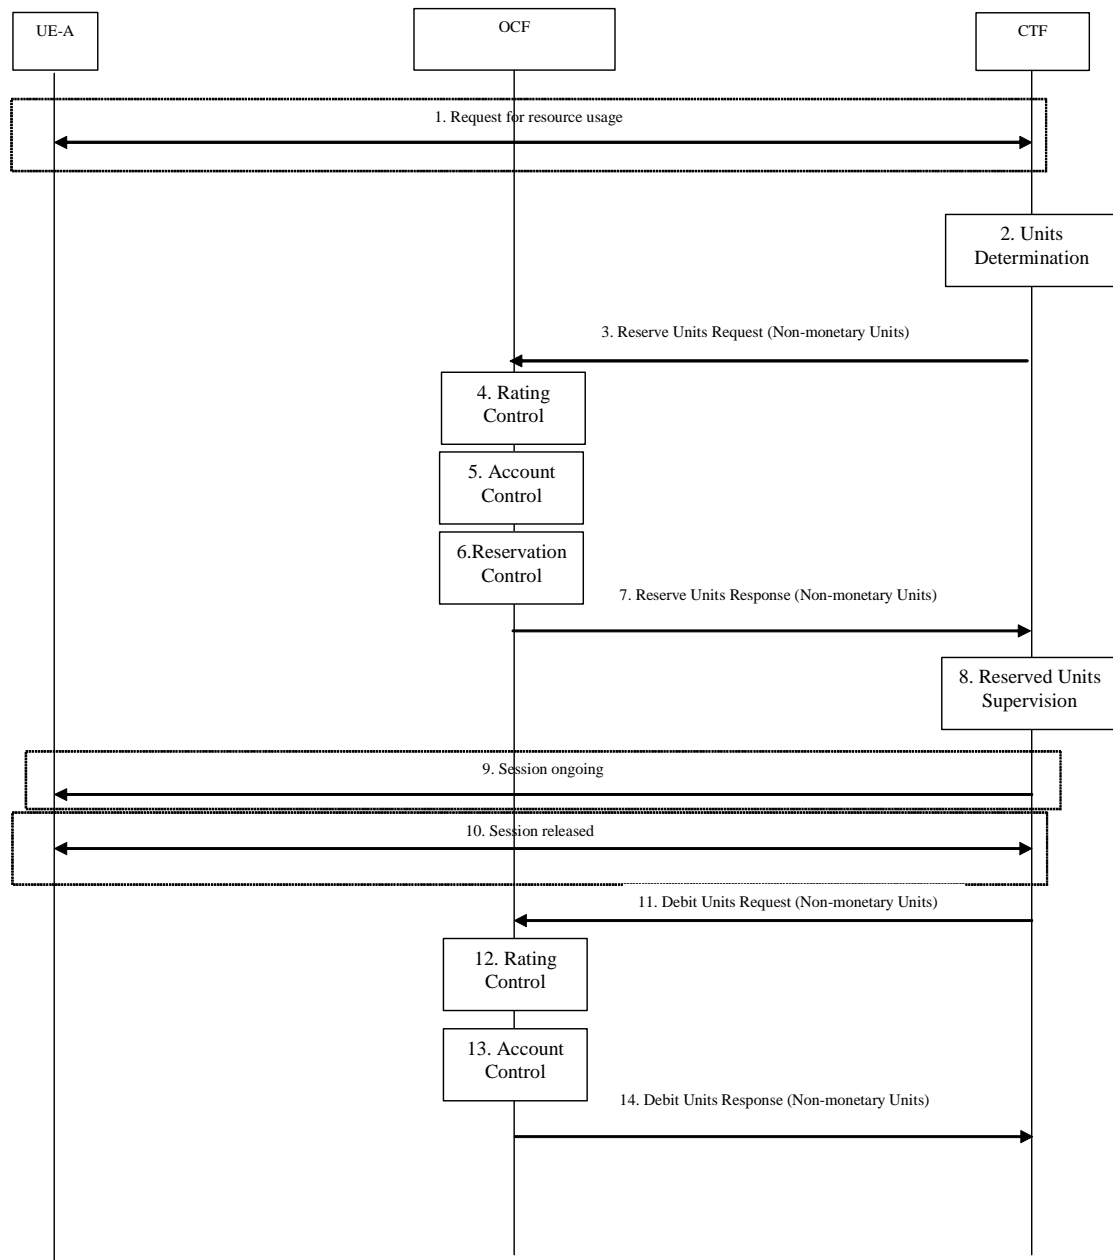 UE-A
OCF
CTF
1. Request for resource usage
2. Units
Determination
3. Reserve Units Request (Non-monetary Units)
4. Rating
Control
5. Account
Control
6.Reservation
Control
7. Reserve Units Response (Non-monetary Units)
8. Reserved Units
Supervision
9. Session ongoing
10. Session released
11. Debit Units Request (Non-monetary Units)
12. Rating
Control
13. Account
Control
14. Debit Units Response (Non-monetary Units)